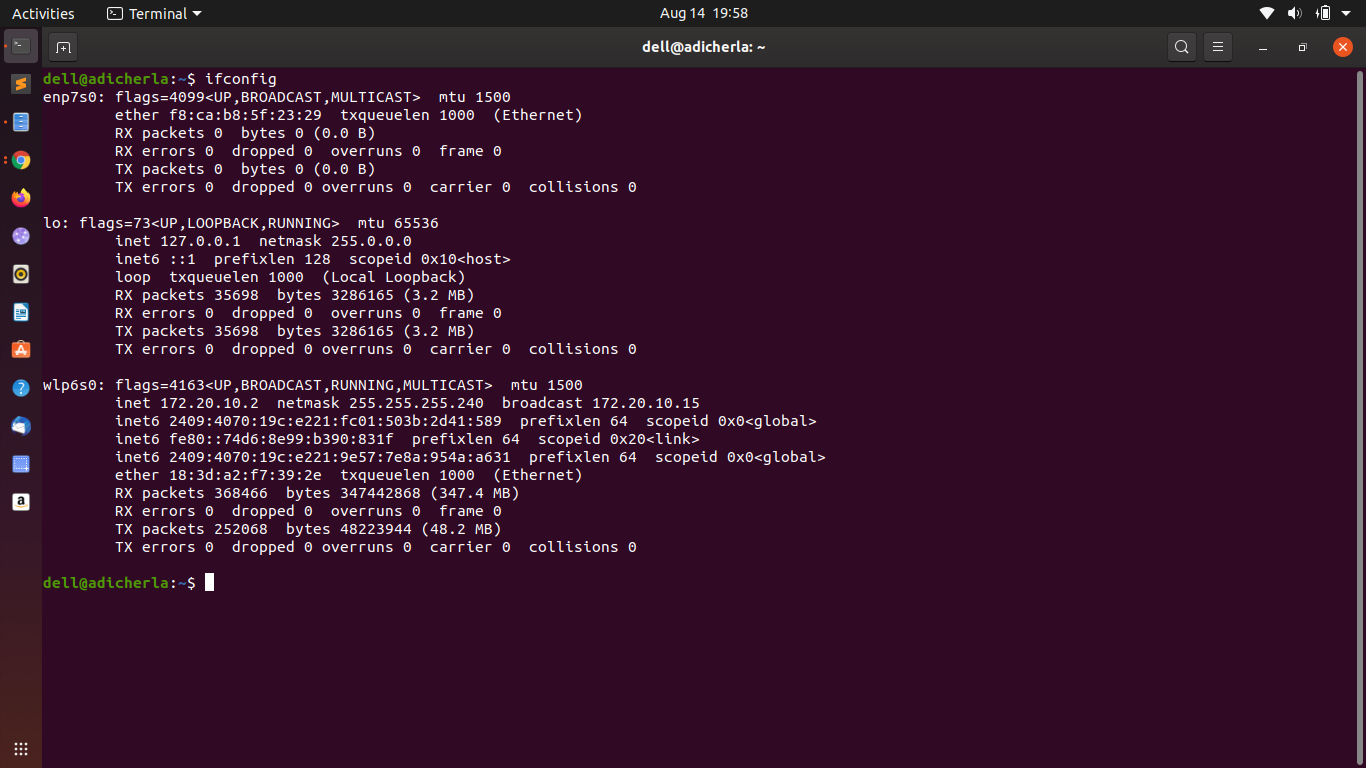 Activities Terminal Aug 14 19:58
dell@adicherla: ~
dell@adicherla:~$ ifconfig
enp7s0: flags=4099<UP,BROADCAST,MULTICAST>  mtu 1500
        ether f8:ca:b8:5f:23:29  txqueuelen 1000  (Ethernet)
        RX packets 0  bytes 0 (0.0 B)
        RX errors 0  dropped 0  overruns 0  frame 0
        TX packets 0  bytes 0 (0.0 B)
        TX errors 0  dropped 0 overruns 0  carrier 0  collisions 0

lo: flags=73<UP,LOOPBACK,RUNNING>  mtu 65536
        inet 127.0.0.1  netmask 255.0.0.0
        inet6 ::1  prefixlen 128  scopeid 0x10<host>
        loop  txqueuelen 1000  (Local Loopback)
        RX packets 35698  bytes 3286165 (3.2 MB)
        RX errors 0  dropped 0  overruns 0  frame 0
        TX packets 35698  bytes 3286165 (3.2 MB)
        TX errors 0  dropped 0 overruns 0  carrier 0  collisions 0

wlp6s0: flags=4163<UP,BROADCAST,RUNNING,MULTICAST>  mtu 1500
        inet 172.20.10.2  netmask 255.255.255.240  broadcast 172.20.10.15
        inet6 2409:4070:19c:e221:fc01:503b:2d41:589  prefixlen 64  scopeid 0x0<global>
        inet6 fe80::74d6:8e99:b390:831f  prefixlen 64  scopeid 0x20<link>
        inet6 2409:4070:19c:e221:9e57:7e8a:954a:a631  prefixlen 64  scopeid 0x0<global>
        ether 18:3d:a2:f7:39:2e  txqueuelen 1000  (Ethernet)
        RX packets 368466  bytes 347442868 (347.4 MB)
        RX errors 0  dropped 0  overruns 0  frame 0
        TX packets 252068  bytes 48223944 (48.2 MB)
        TX errors 0  dropped 0 overruns 0  carrier 0  collisions 0

dell@adicherla:~$